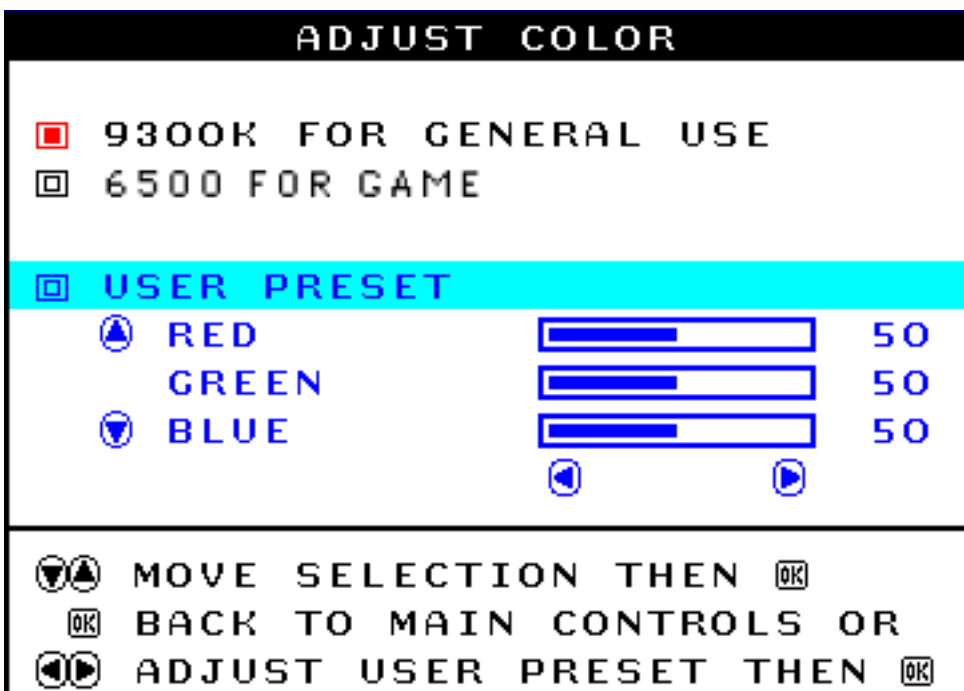 ADJUST COLOR
9300K FOR GENERAL USE
6500 FOR GAME
USER PRESET
RED 50
GREEN 50
BLUE 50
MOVE SELECTION THEN OK
OK BACK TO MAIN CONTROLS OR
ADJUST USER PRESET THEN OK